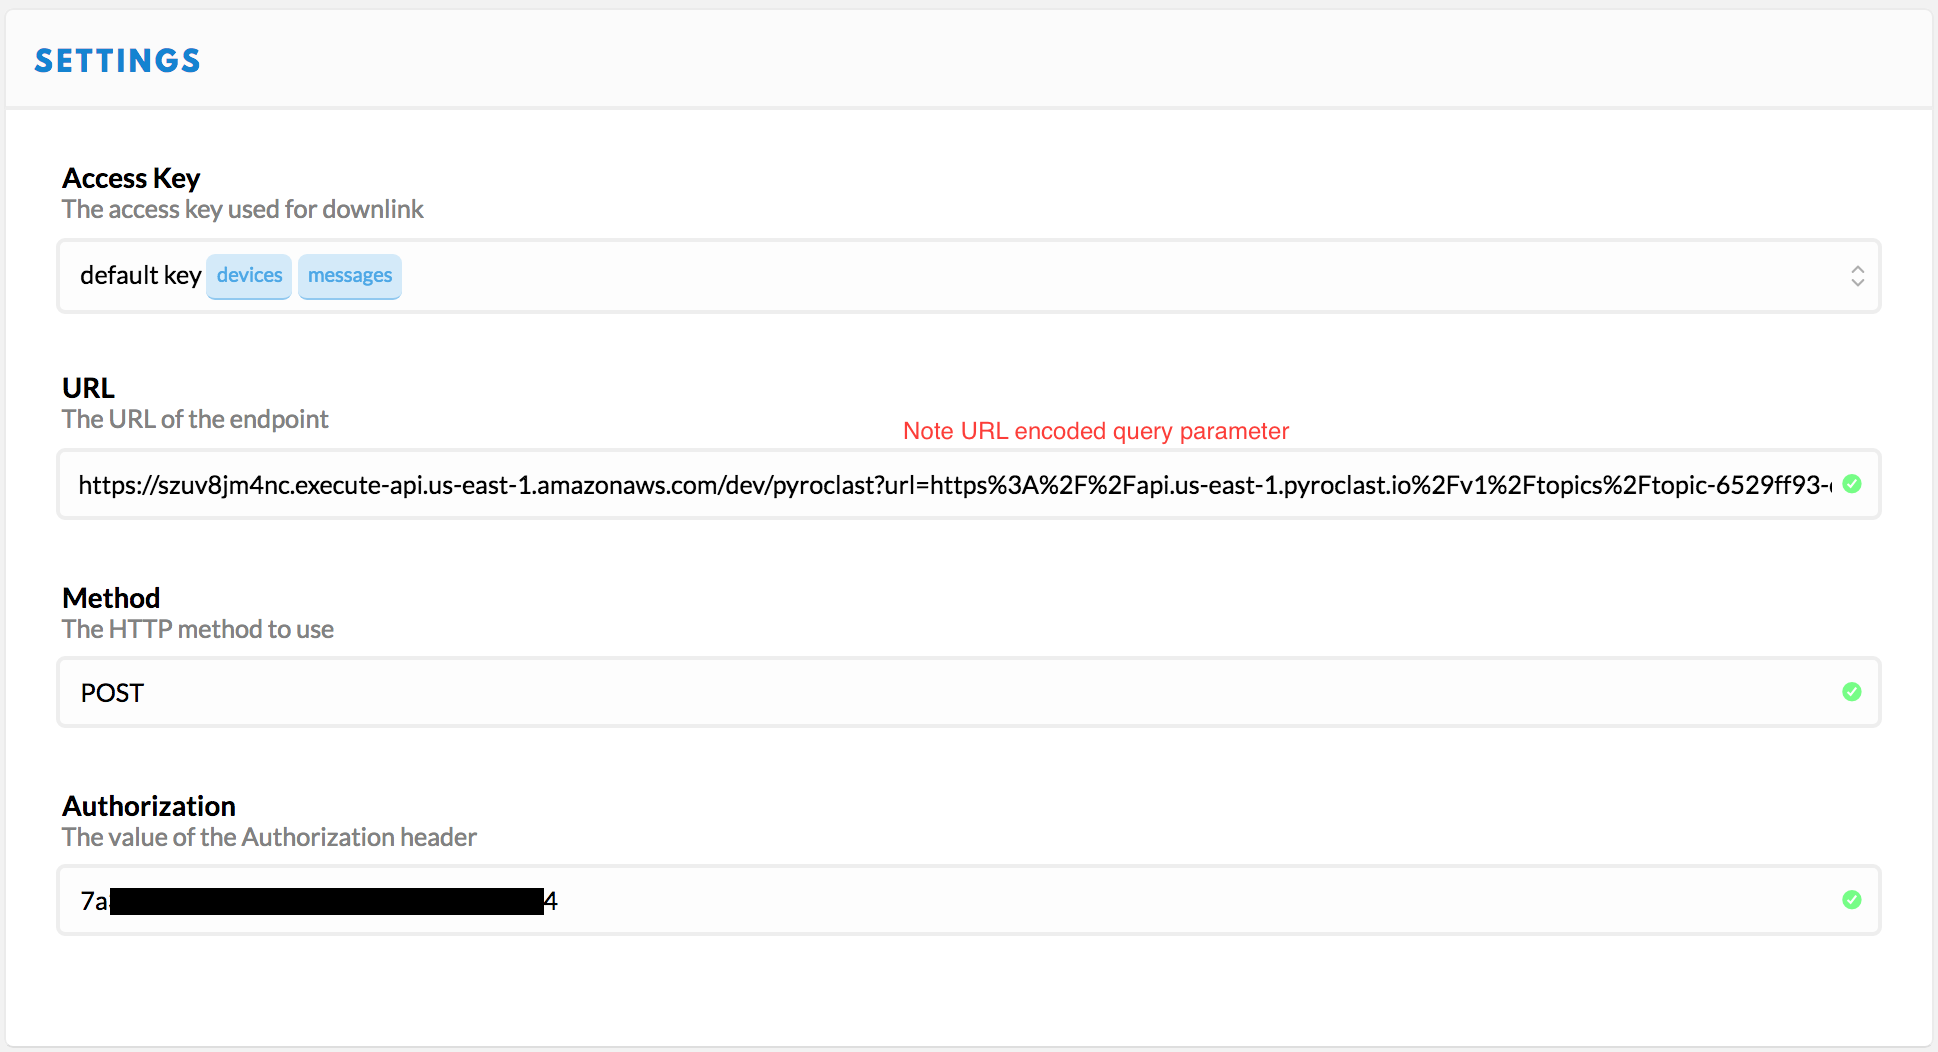 SETTINGS
Access Key
The access key used for downlink
default key devices messages
URL
The URL of the endpoint
Note URL encoded query parameter
https://szuv8jm4nc.execute-api.us-east-1.amazonaws.com/dev/pyroclast?url=https%3A%2F%2Fapi.us-east-1.pyroclast.io%2Fv1%2Ftopics%2Ftopic-6529ff93-
Method
The HTTP method to use
POST
Authorization
The value of the Authorization header
7a 4